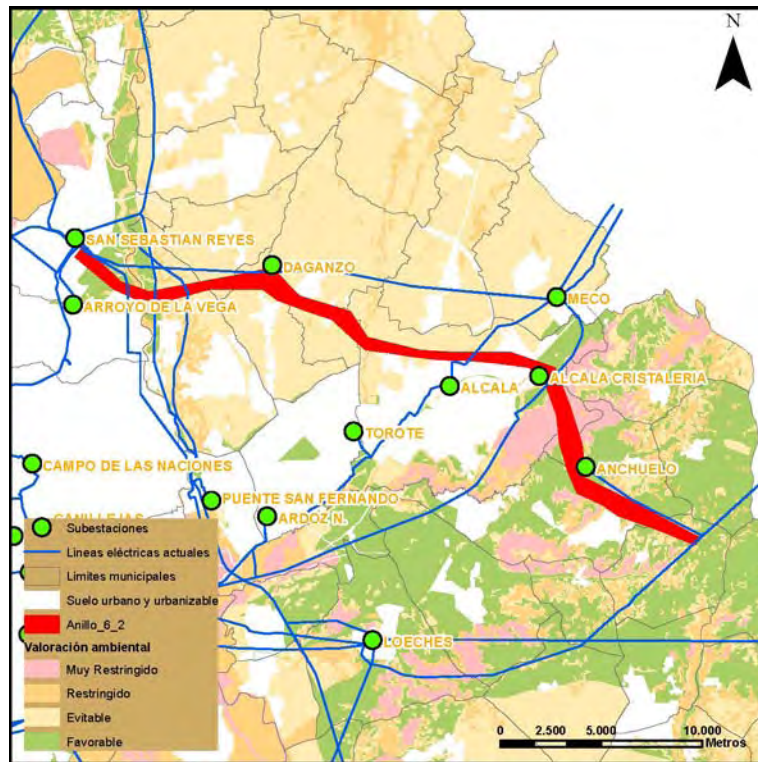 N
SAN SEBASTIAN REYES
DAGANZO
MECO
ARROYO DE LA VEGA
ALCALA CRISTALERIA
ALCALA
TOROTE
CAMPO DE LAS NACIONES
ANCHUELO
PUENTE SAN FERNANDO
ARDOZ N.
Subestaciones
Lineas eléctricas actuales
Limites municipales
Suelo urbano y urbanizable
Anillo_6_2
Valoración ambiental
Muy Restringido
Restringido
Evitable
Favorable
LOECHES
0 2.500 5.000 10.000
Metros